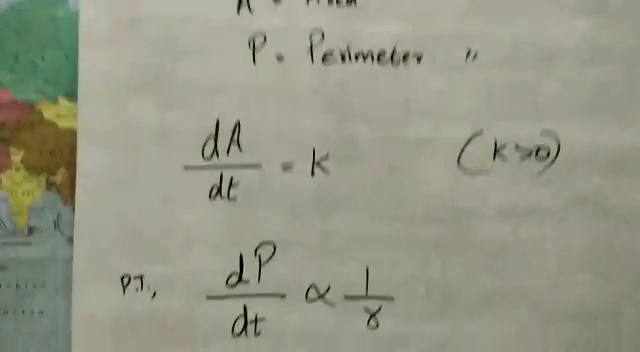 P = Perimeter "
dA/dt = k (k>0)
P.T., dP/dt ∝ 1/r